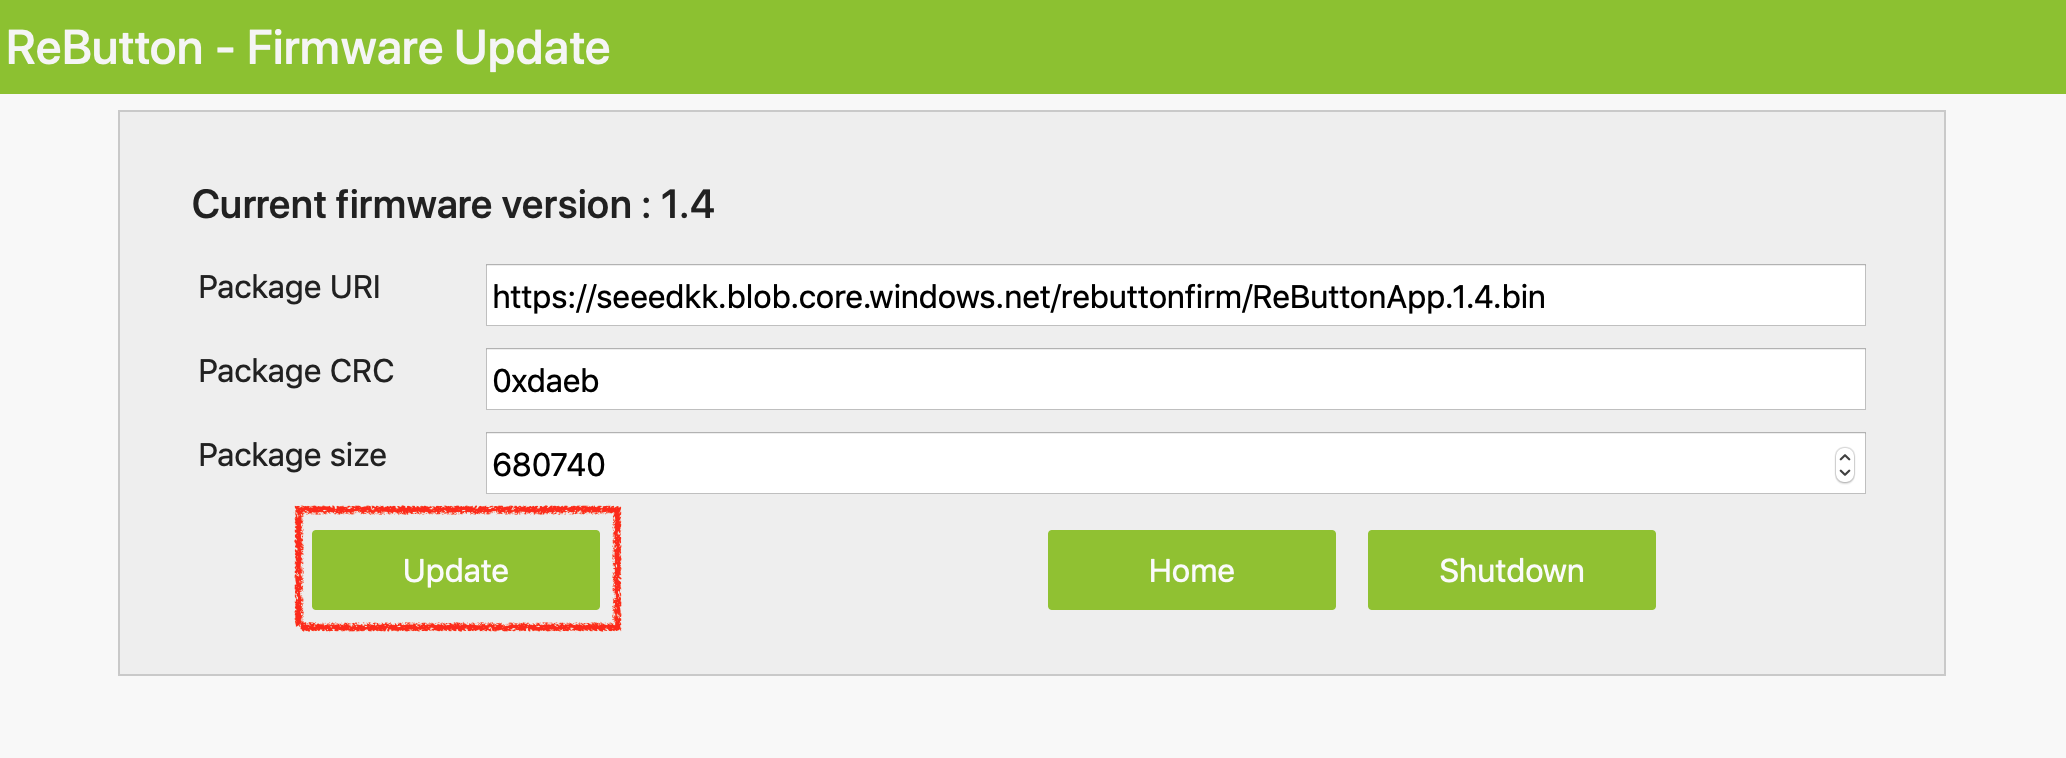 ReButton - Firmware Update
Current firmware version : 1.4
Package URI https://seeedkk.blob.core.windows.net/rebuttonfirm/ReButtonApp.1.4.bin
Package CRC 0xdaeb
Package size 680740
Update Home Shutdown